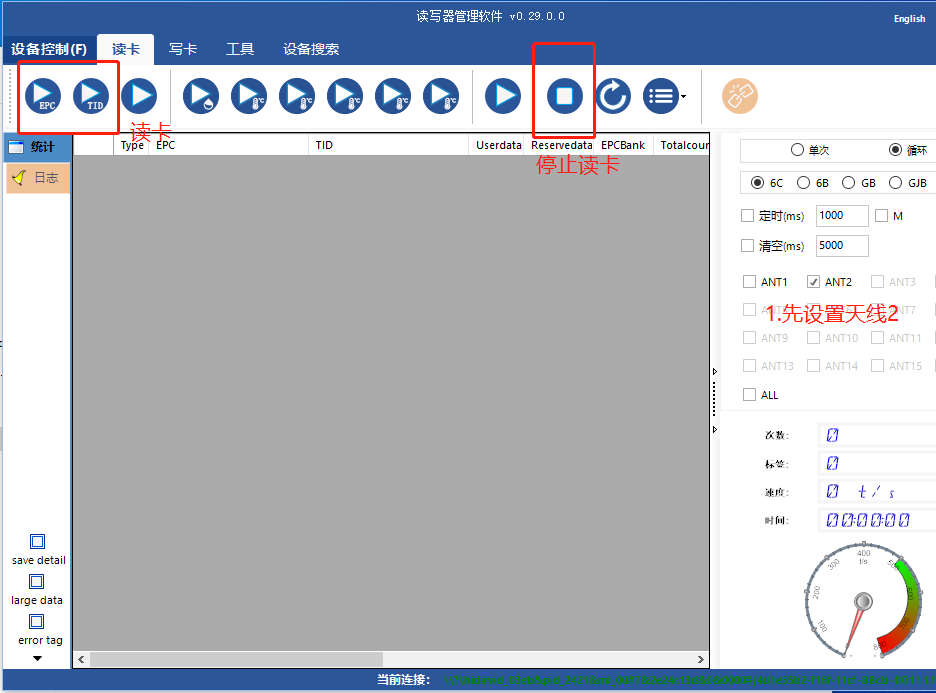 读写器管理软件 v0.29.0.0
English
设备控制(F) 读卡 写卡 工具 设备搜索
EPC TID ℃ ℃ ℃ ℃ ℃
读卡
停止读卡
统计
日志
Type EPC TID Userdata Reservedata EPCBank Totalcour
单次 循环
6C 6B GB GJB
定时(ms) 1000 M
清空(ms) 5000
ANT1 ANT2 ANT3
1.先设置天线2
ANT9 ANT10 ANT11
ANT13 ANT14 ANT15
ALL
次数: 0
标签: 0
速度: 0 t/s
时间: 00:00:00
100 200 300 400
t/s
save detail
large data
error tag
当前连接: